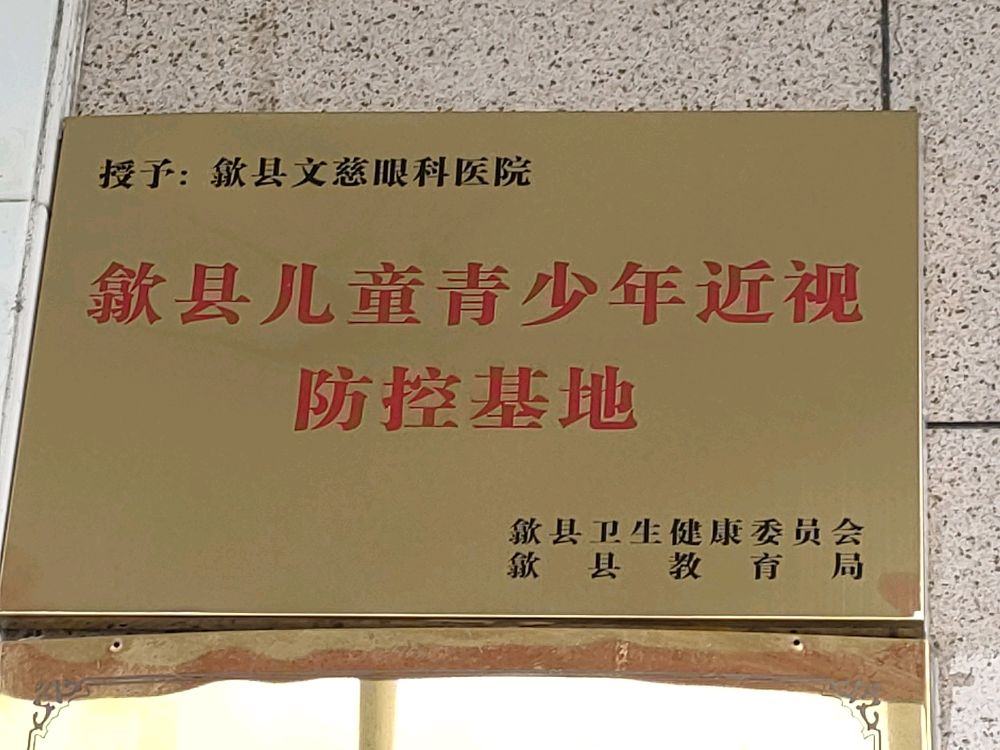 授予：歙县文慈眼科医院
歙县儿童青少年近视
防控基地
歙县卫生健康委员会
歙县教育局